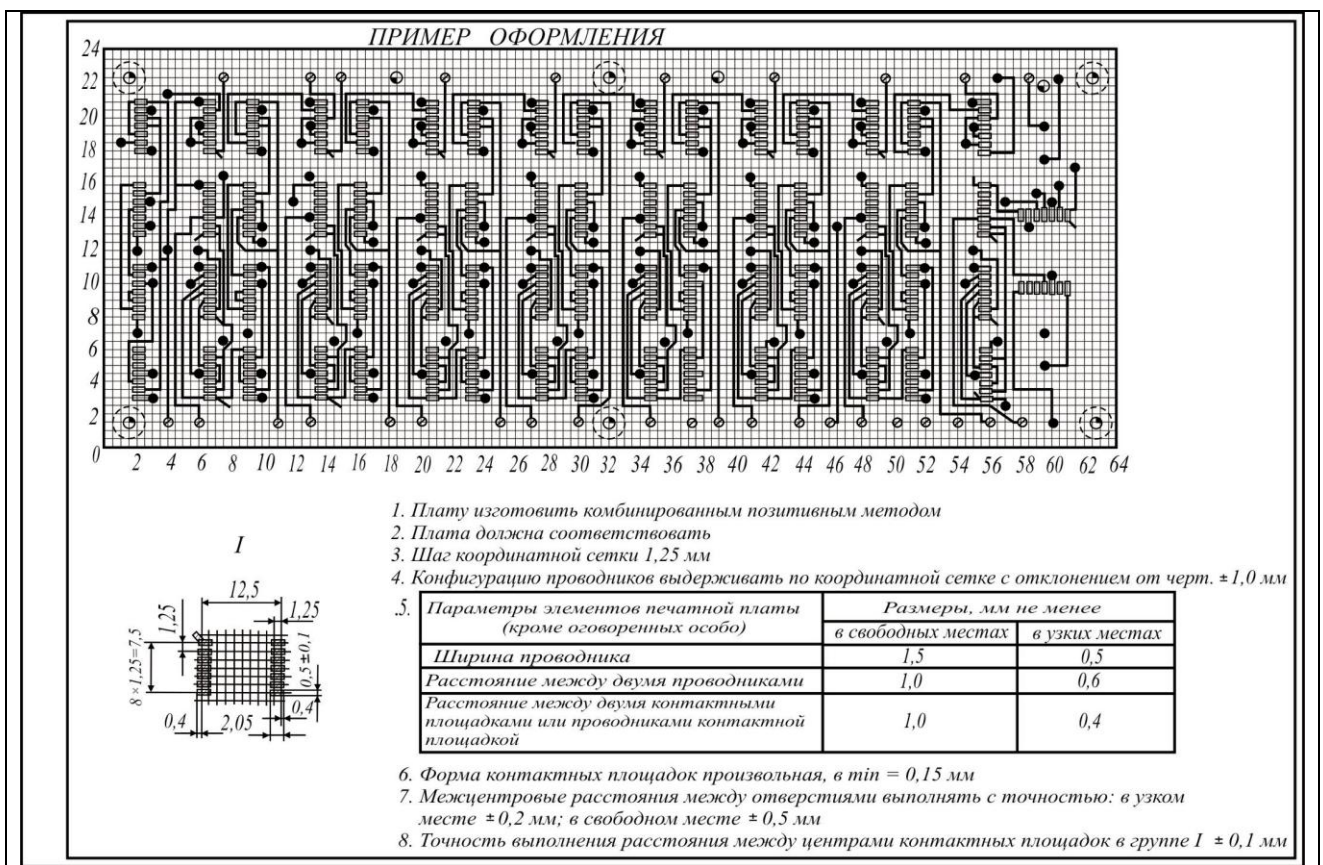 ПРИМЕР ОФОРМЛЕНИЯ
24
22
20
18
16
14
12
10
8
6
4
2
0
2 4 6 8 10 12 14 16 18 20 22 24 26 28 30 32 34 36 38 40 42 44 46 48 50 52 54 56 58 60 62 64
1. Плату изготовить комбинированным позитивным методом
2. Плата должна соответствовать
3. Шаг координатной сетки 1,25 мм
4. Конфигурацию проводников выдерживать по координатной сетке с отклонением от черт. ± 1,0 мм
I
12,5
1,25
1,25
8 × 1,25 = 7,5
0,5 ± 0,1
0,4
2,05
0,4
.5. Параметры элементов печатной платы
(кроме оговоренных особо)
Размеры, мм не менее
в свободных местах в узких местах
Ширина проводника 1,5 0,5
Расстояние между двумя проводниками 1,0 0,6
Расстояние между двумя контактными
площадками или проводниками контактной
площадкой
1,0 0,4
6. Форма контактных площадок произвольная, в min = 0,15 мм
7. Межцентровые расстояния между отверстиями выполнять с точностью: в узком
месте ± 0,2 мм; в свободном месте ± 0,5 мм
8. Точность выполнения расстояния между центрами контактных площадок в группе I ± 0,1 мм